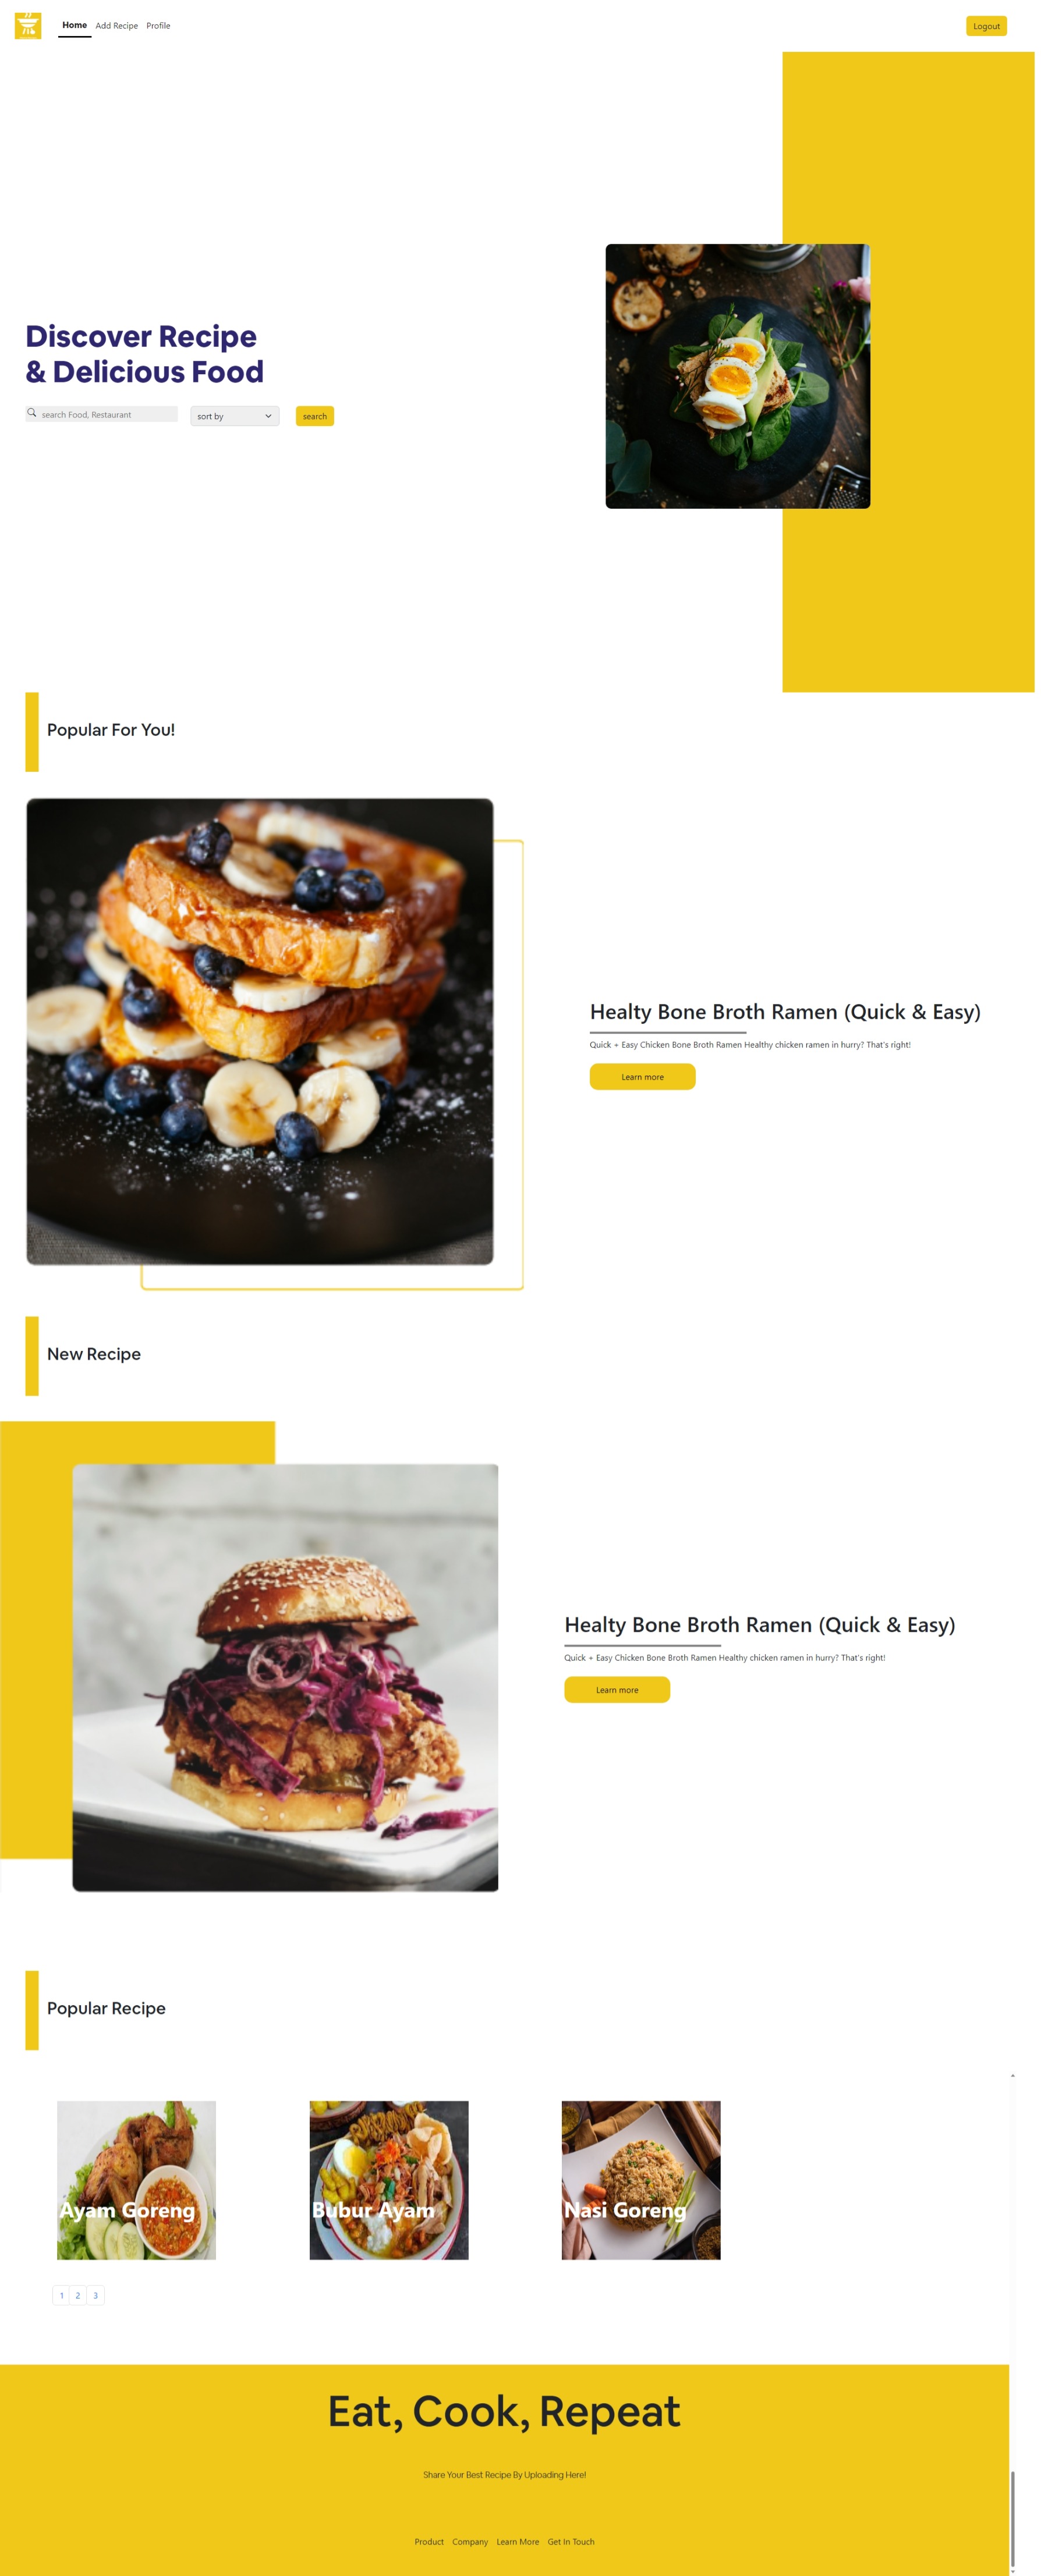 Home Add Recipe Profile Logout
Discover Recipe
& Delicious Food
search Food, Restaurant sort by search
Popular For You!
Healty Bone Broth Ramen (Quick & Easy)
Quick + Easy Chicken Bone Broth Ramen Healthy chicken ramen in hurry? That's right!
Learn more
New Recipe
Healty Bone Broth Ramen (Quick & Easy)
Quick + Easy Chicken Bone Broth Ramen Healthy chicken ramen in hurry? That's right!
Learn more
Popular Recipe
Ayam Goreng Bubur Ayam Nasi Goreng
1 2 3
Eat, Cook, Repeat
Share Your Best Recipe By Uploading Here!
Product Company Learn More Get In Touch